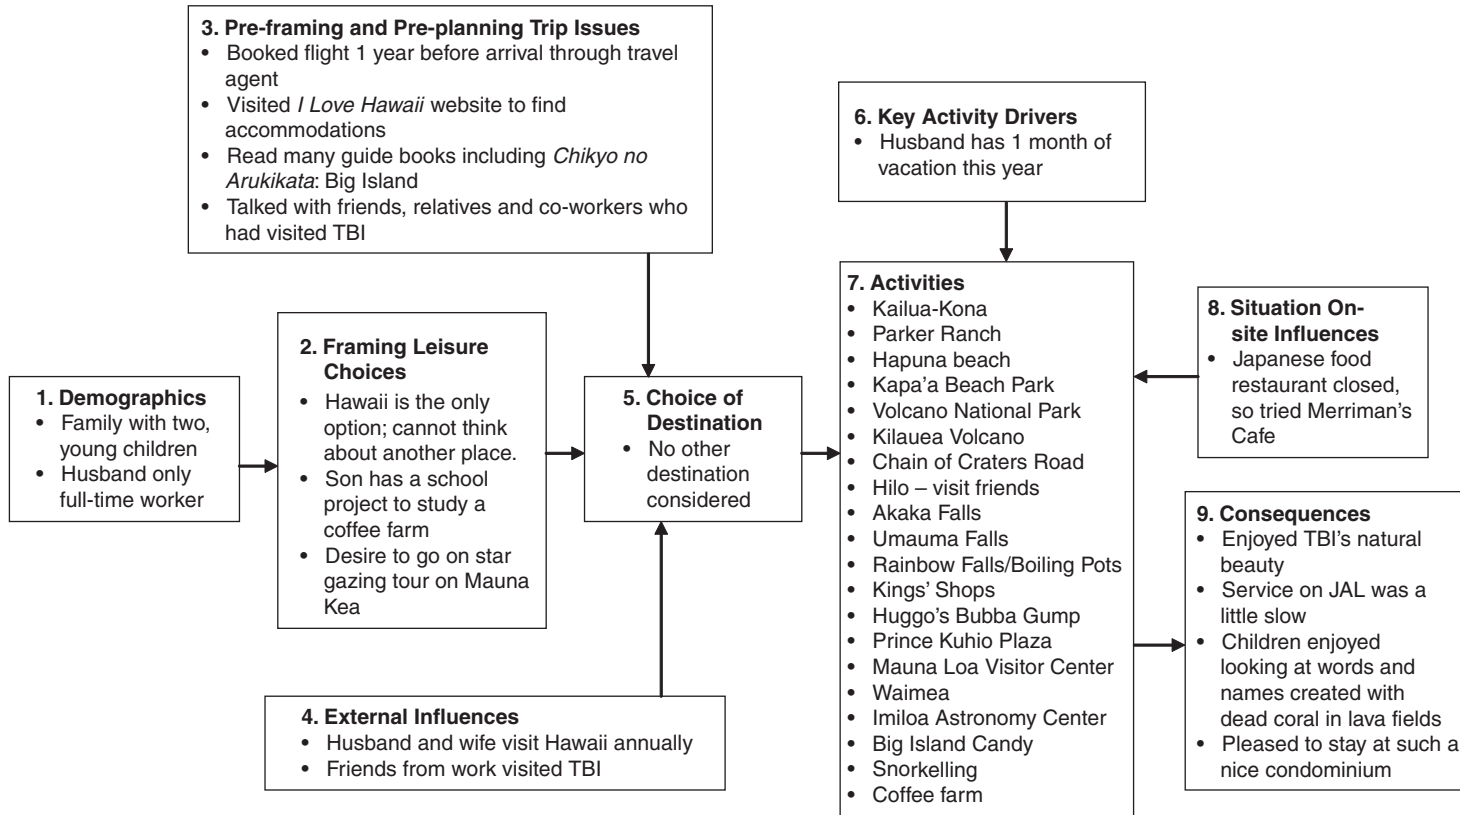 3. Pre-framing and Pre-planning Trip Issues
• Booked flight 1 year before arrival through travel
agent
• Visited I Love Hawaii website to find
accommodations
• Read many guide books including Chikyo no
Arukikata: Big Island
• Talked with friends, relatives and co-workers who
had visited TBI
6. Key Activity Drivers
• Husband has 1 month of
vacation this year
1. Demographics
• Family with two,
young children
• Husband only
full-time worker
2. Framing Leisure
Choices
• Hawaii is the only
option; cannot think
about another place.
• Son has a school
project to study a
coffee farm
• Desire to go on star
gazing tour on Mauna
Kea
5. Choice of
Destination
• No other
destination
considered
4. External Influences
• Husband and wife visit Hawaii annually
• Friends from work visited TBI
7. Activities
• Kailua-Kona
• Parker Ranch
• Hapuna beach
• Kapa'a Beach Park
• Volcano National Park
• Kilauea Volcano
• Chain of Craters Road
• Hilo – visit friends
• Akaka Falls
• Umauma Falls
• Rainbow Falls/Boiling Pots
• Kings' Shops
• Huggo's Bubba Gump
• Prince Kuhio Plaza
• Mauna Loa Visitor Center
• Waimea
• Imiloa Astronomy Center
• Big Island Candy
• Snorkelling
• Coffee farm
8. Situation On-
site Influences
• Japanese food
restaurant closed,
so tried Merriman's
Cafe
9. Consequences
• Enjoyed TBI's natural
beauty
• Service on JAL was a
little slow
• Children enjoyed
looking at words and
names created with
dead coral in lava fields
• Pleased to stay at such a
nice condominium